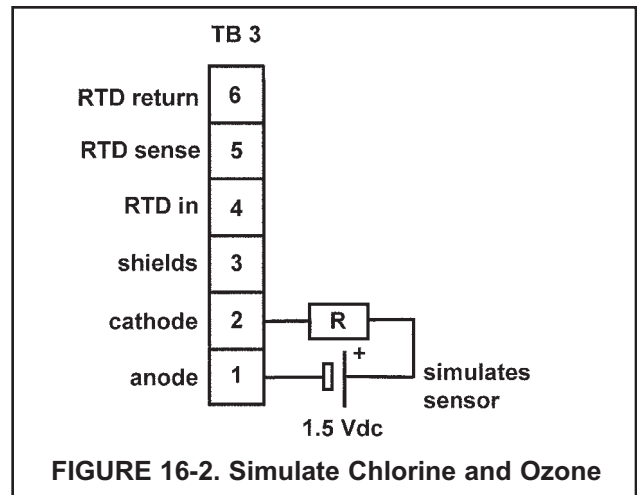 TB 3
RTD return 6
RTD sense 5
RTD in 4
shields 3
cathode 2 R
+
anode 1 simulates
sensor
1.5 Vdc
FIGURE 16-2. Simulate Chlorine and Ozone